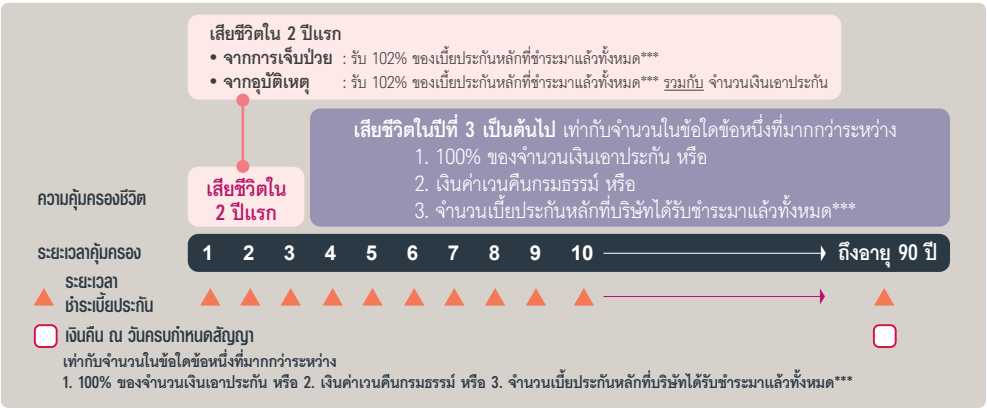 เสียชีวิตใน 2 ปีแรก
• จากการเจ็บป่วย : รับ 102% ของเบี้ยประกันหลักที่ชำระมาแล้วทั้งหมด***
• จากอุบัติเหตุ : รับ 102% ของเบี้ยประกันหลักที่ชำระมาแล้วทั้งหมด*** รวมกับ จำนวนเงินเอาประกัน
เสียชีวิตในปีที่ 3 เป็นต้นไป เท่ากับจำนวนในข้อใดข้อหนึ่งที่มากกว่าระหว่าง
1. 100% ของจำนวนเงินเอาประกัน หรือ
2. เงินค่าเวนคืนกรมธรรม์ หรือ
3. จำนวนเบี้ยประกันหลักที่บริษัทได้รับชำระมาแล้วทั้งหมด***
ความคุ้มครองชีวิต
เสียชีวิตใน
2 ปีแรก
ระยะเวลาคุ้มครอง 1 2 3 4 5 6 7 8 9 10 ถึงอายุ 90 ปี
ระยะเวลา
ชำระเบี้ยประกัน
เงินคืน ณ วันครบกำหนดสัญญา
เท่ากับจำนวนในข้อใดข้อหนึ่งที่มากกว่าระหว่าง
1. 100% ของจำนวนเงินเอาประกัน หรือ 2. เงินค่าเวนคืนกรมธรรม์ หรือ 3. จำนวนเบี้ยประกันหลักที่บริษัทได้รับชำระมาแล้วทั้งหมด***